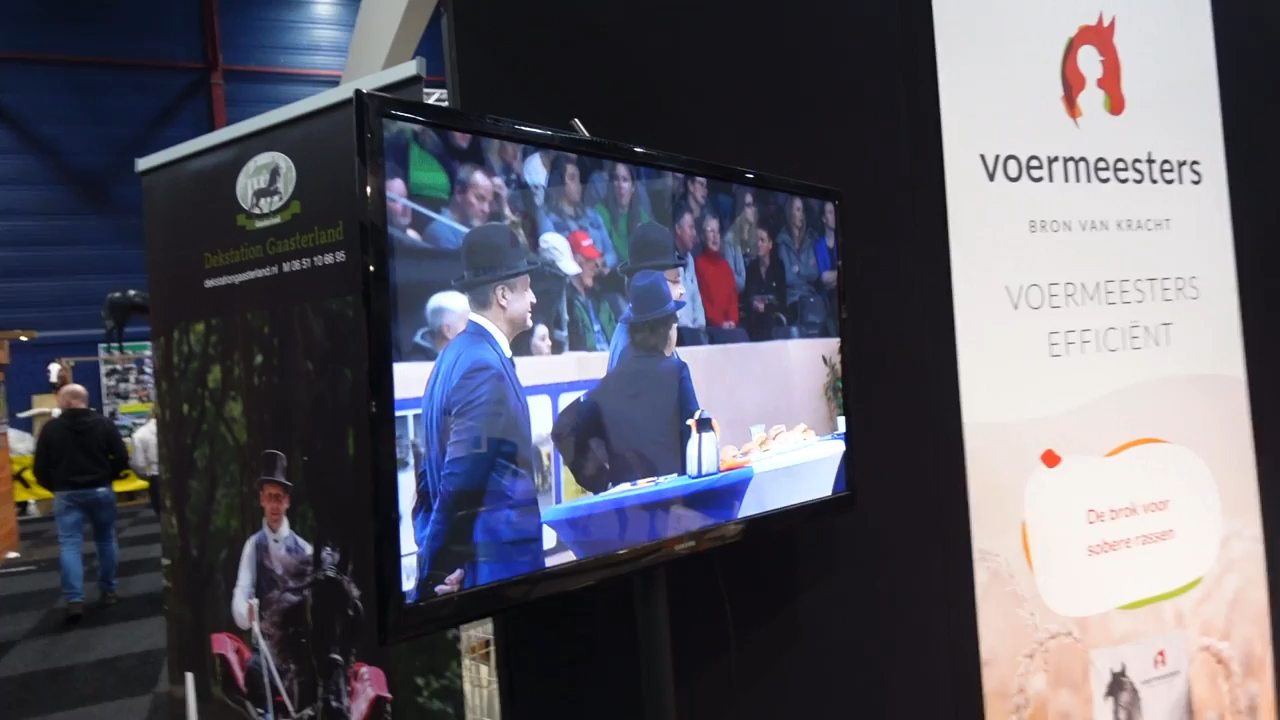 Dekstation Gaasterland
dekstationgaasterland.nl M 06 51 10 66 95
voermeesters
BRON VAN KRACHT
VOERMEESTERS
EFFICIËNT
De brok voor
sobere rassen